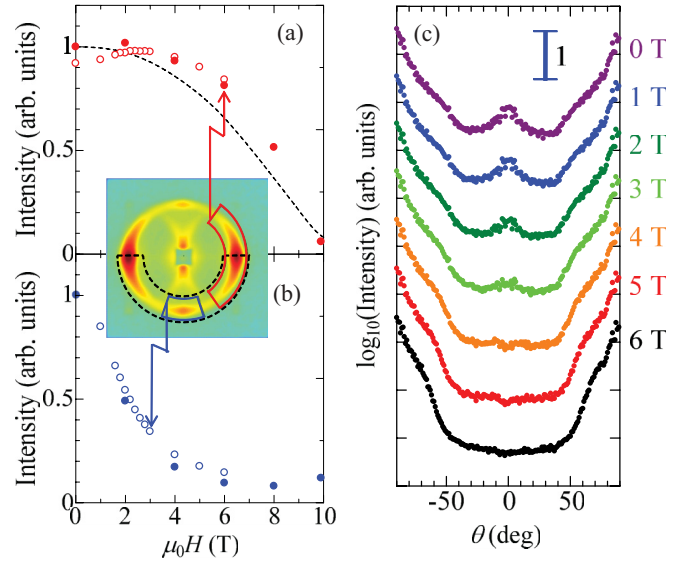 (a)
1
0.5
0
Intensity (arb. units)
(b)
1
0.5
0
Intensity (arb. units)
0 2 4 6 8 10
μ0H (T)
(c)
1
0 T
1 T
2 T
3 T
4 T
5 T
6 T
log10(Intensity) (arb. units)
-50 0 50
θ (deg)